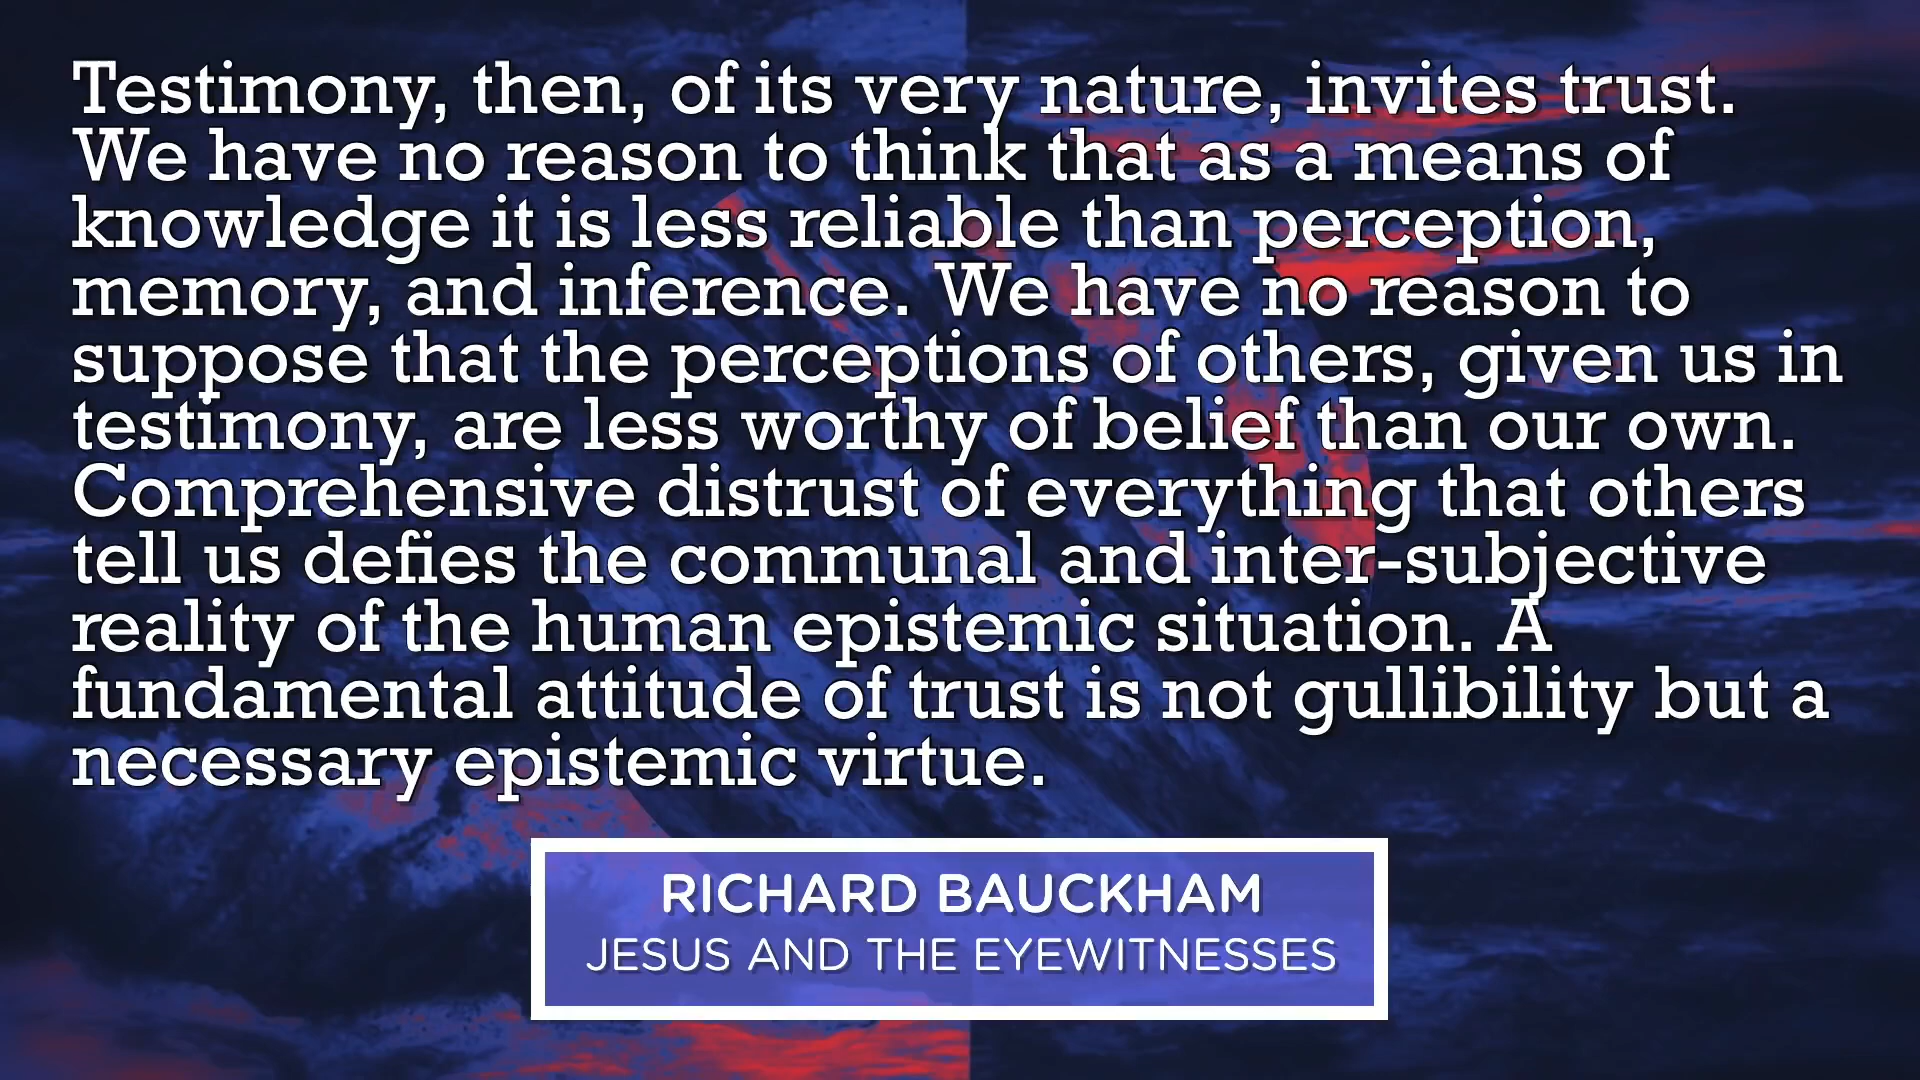 Testimony, then, of its very nature, invites trust.
We have no reason to think that as a means of
knowledge it is less reliable than perception,
memory, and inference. We have no reason to
suppose that the perceptions of others, given us in
testimony, are less worthy of belief than our own.
Comprehensive distrust of everything that others
tell us defies the communal and inter-subjective
reality of the human epistemic situation. A
fundamental attitude of trust is not gullibility but a
necessary epistemic virtue.
RICHARD BAUCKHAM
JESUS AND THE EYEWITNESSES